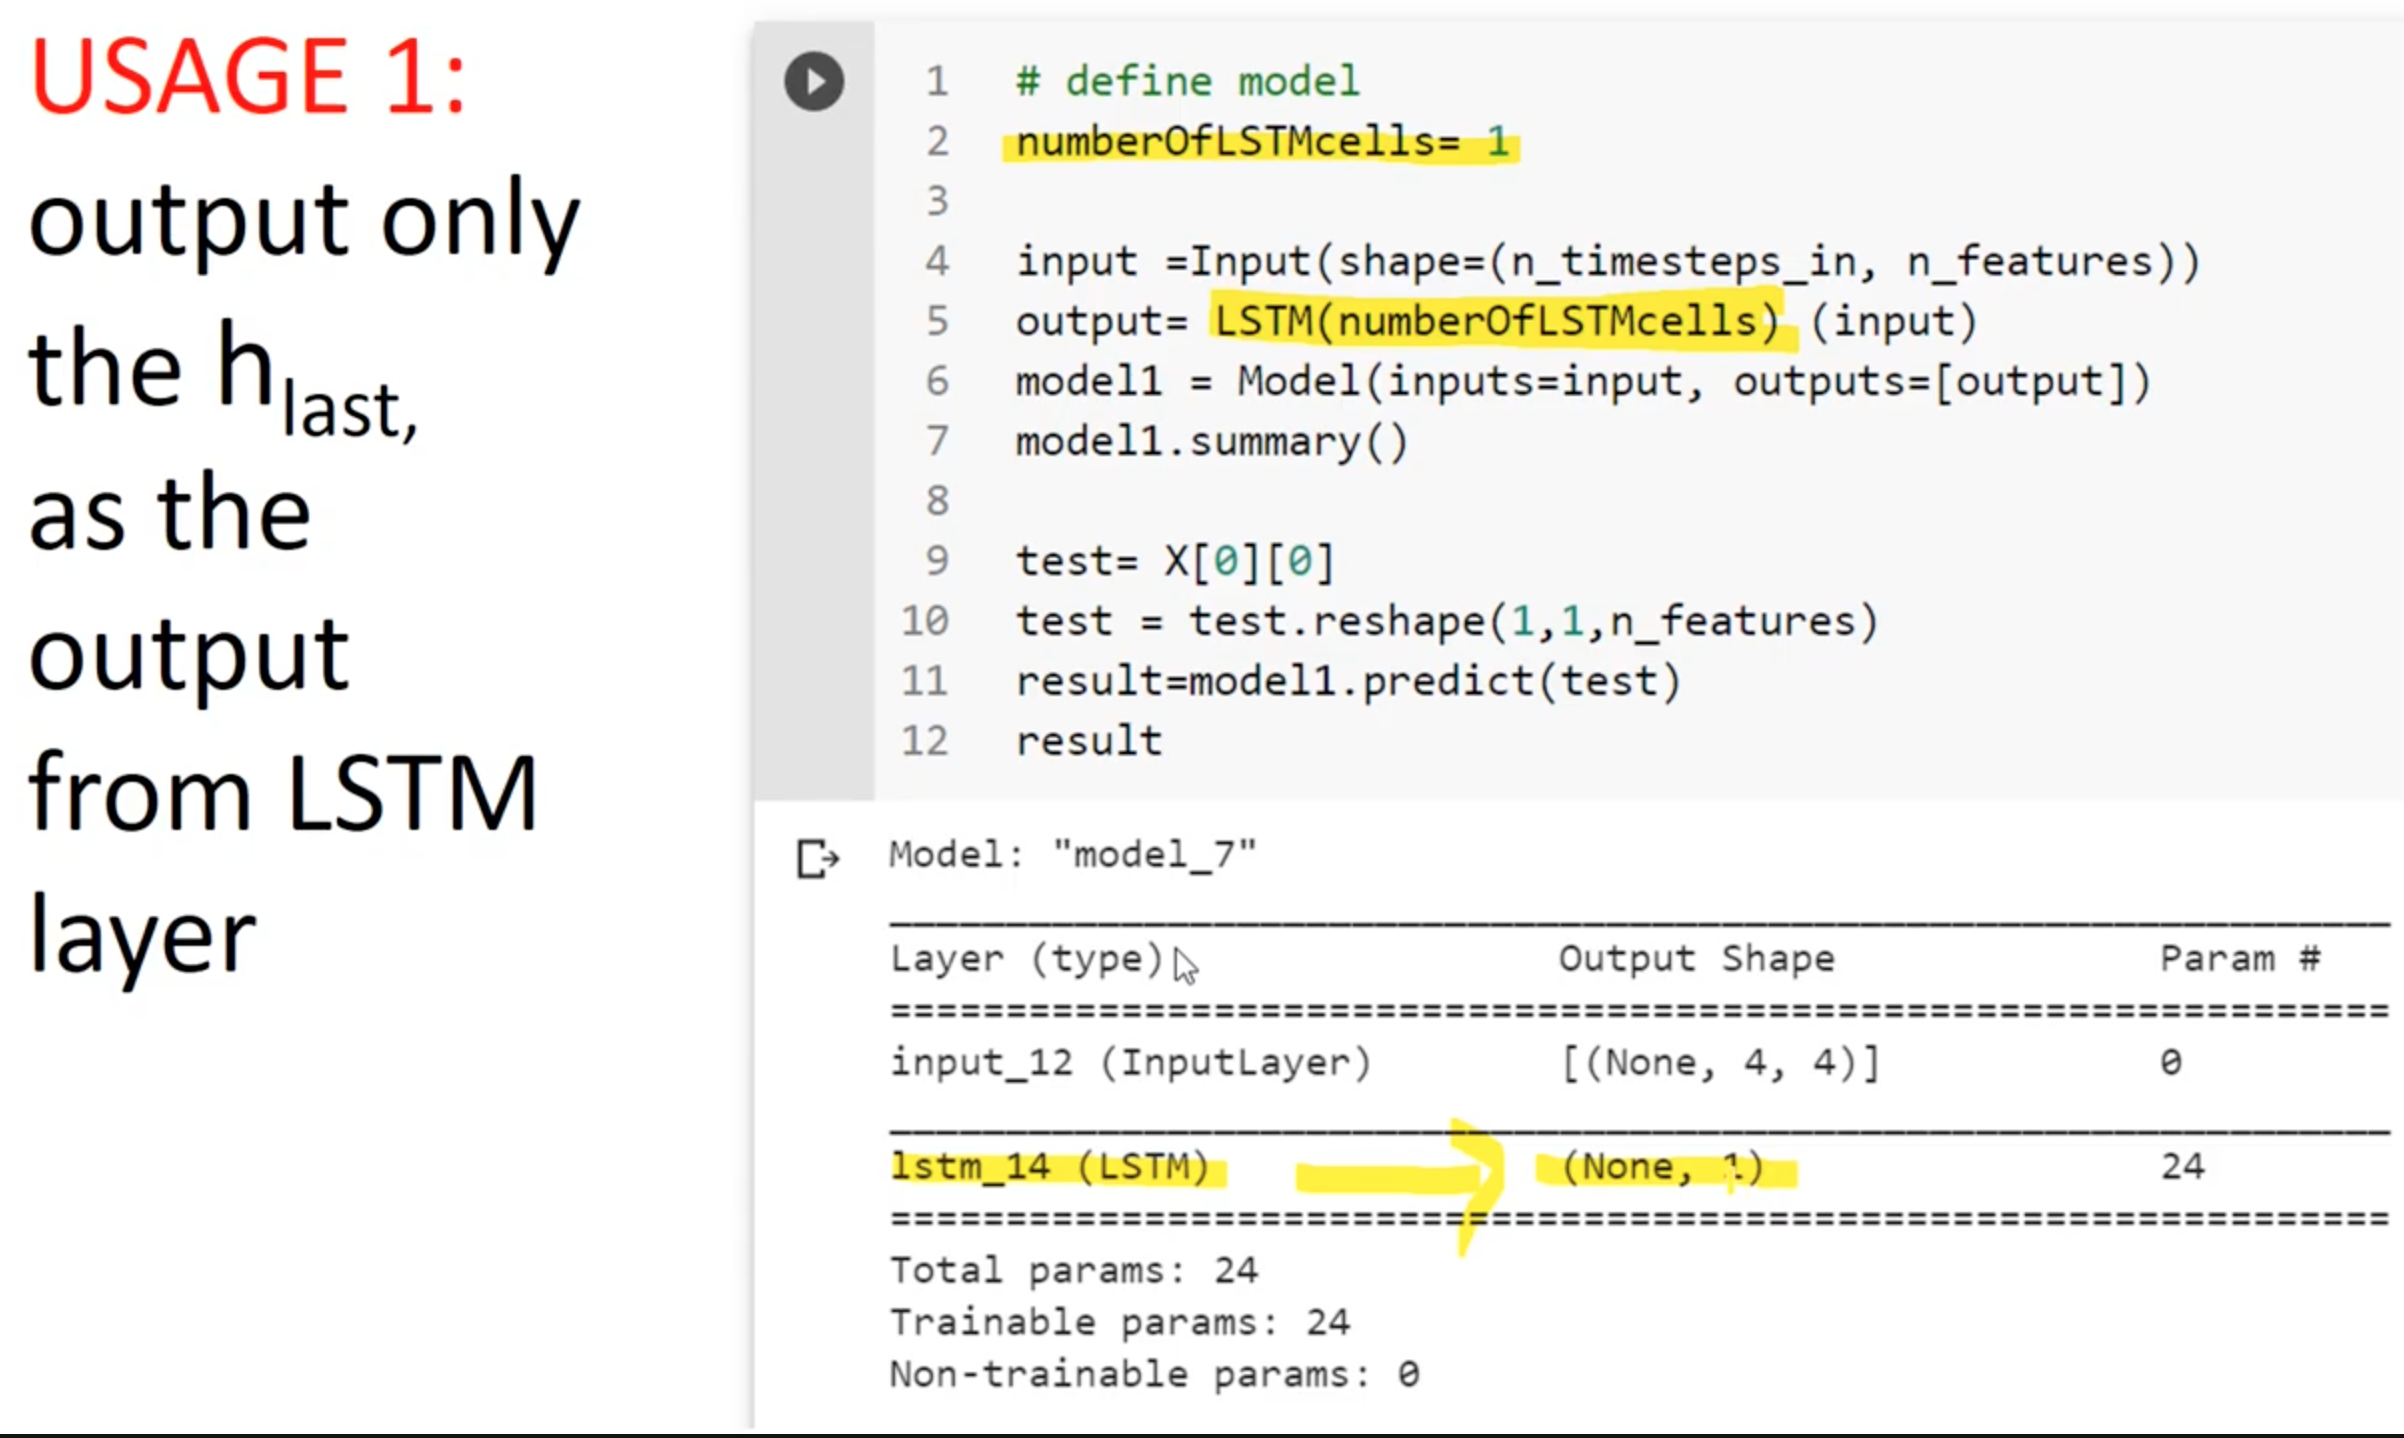 USAGE 1:
output only
the hlast,
as the
output
from LSTM
layer
1 # define model
2 numberOfLSTMcells= 1
3
4 input =Input(shape=(n_timesteps_in, n_features))
5 output= LSTM(numberOfLSTMcells) (input)
6 model1 = Model(inputs=input, outputs=[output])
7 model1.summary()
8
9 test= X[0][0]
10 test = test.reshape(1,1,n_features)
11 result=model1.predict(test)
12 result
Model: "model_7"
Layer (type) Output Shape Param #
input_12 (InputLayer) [(None, 4, 4)] 0
lstm_14 (LSTM) (None, 1) 24
Total params: 24
Trainable params: 24
Non-trainable params: 0